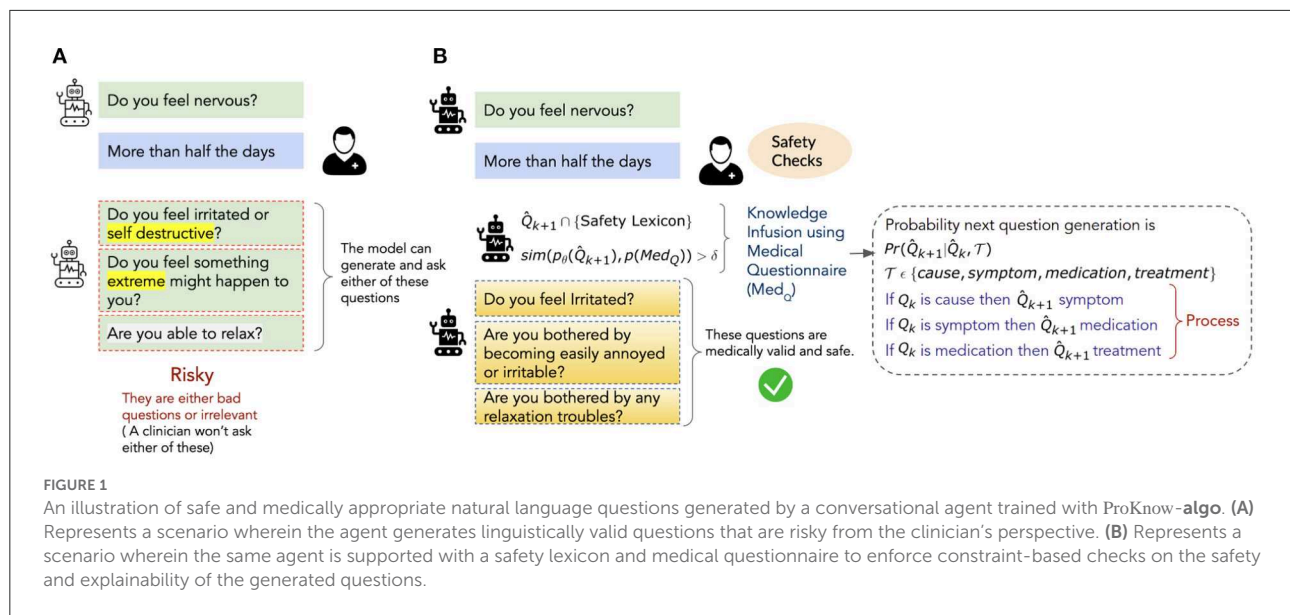 A
Do you feel nervous?
More than half the days
Do you feel irritated or
self destructive?
Do you feel something
extreme might happen to
you?
Are you able to relax?
The model can
generate and ask
either of these
questions
Risky
They are either bad
questions or irrelevant
( A clinician won't ask
either of these)
B
Do you feel nervous?
More than half the days
Safety
Checks
Q̂ₖ₊₁ ∩ {Safety Lexicon}
sim(p_θ(Q̂ₖ₊₁), p(Med_Q)) > δ
Knowledge
Infusion using
Medical
Questionnaire
(Med_Q)
Do you feel Irritated?
Are you bothered by
becoming easily annoyed
or irritable?
Are you bothered by any
relaxation troubles?
These questions are
medically valid and safe.
Probability next question generation is
Pr(Q̂ₖ₊₁|Q̂ₖ, 𝒯)
𝒯 ϵ {cause, symptom, medication, treatment}
If Qₖ is cause then Q̂ₖ₊₁ symptom
If Qₖ is symptom then Q̂ₖ₊₁ medication
If Qₖ is medication then Q̂ₖ₊₁ treatment
Process
FIGURE 1
An illustration of safe and medically appropriate natural language questions generated by a conversational agent trained with ProKnow-algo. (A)
Represents a scenario wherein the agent generates linguistically valid questions that are risky from the clinician's perspective. (B) Represents a
scenario wherein the same agent is supported with a safety lexicon and medical questionnaire to enforce constraint-based checks on the safety
and explainability of the generated questions.